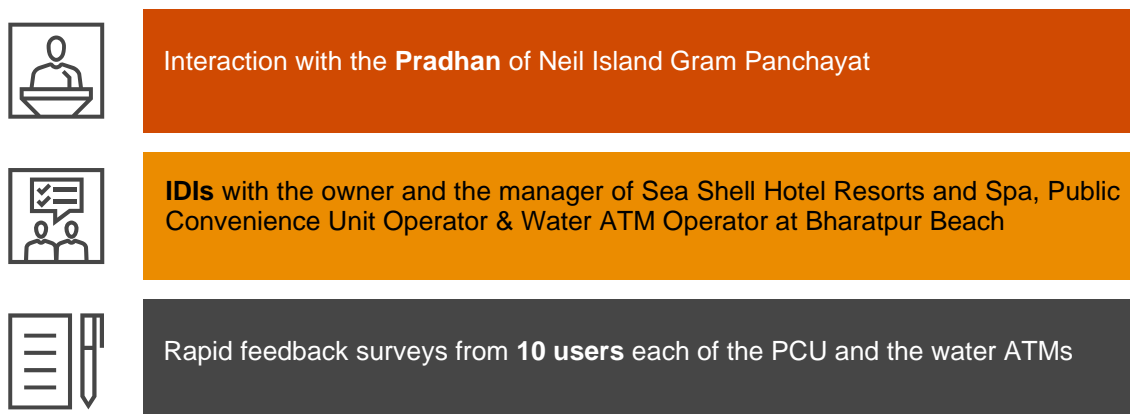 Interaction with the Pradhan of Neil Island Gram Panchayat
IDIs with the owner and the manager of Sea Shell Hotel Resorts and Spa, Public
Convenience Unit Operator & Water ATM Operator at Bharatpur Beach
Rapid feedback surveys from 10 users each of the PCU and the water ATMs